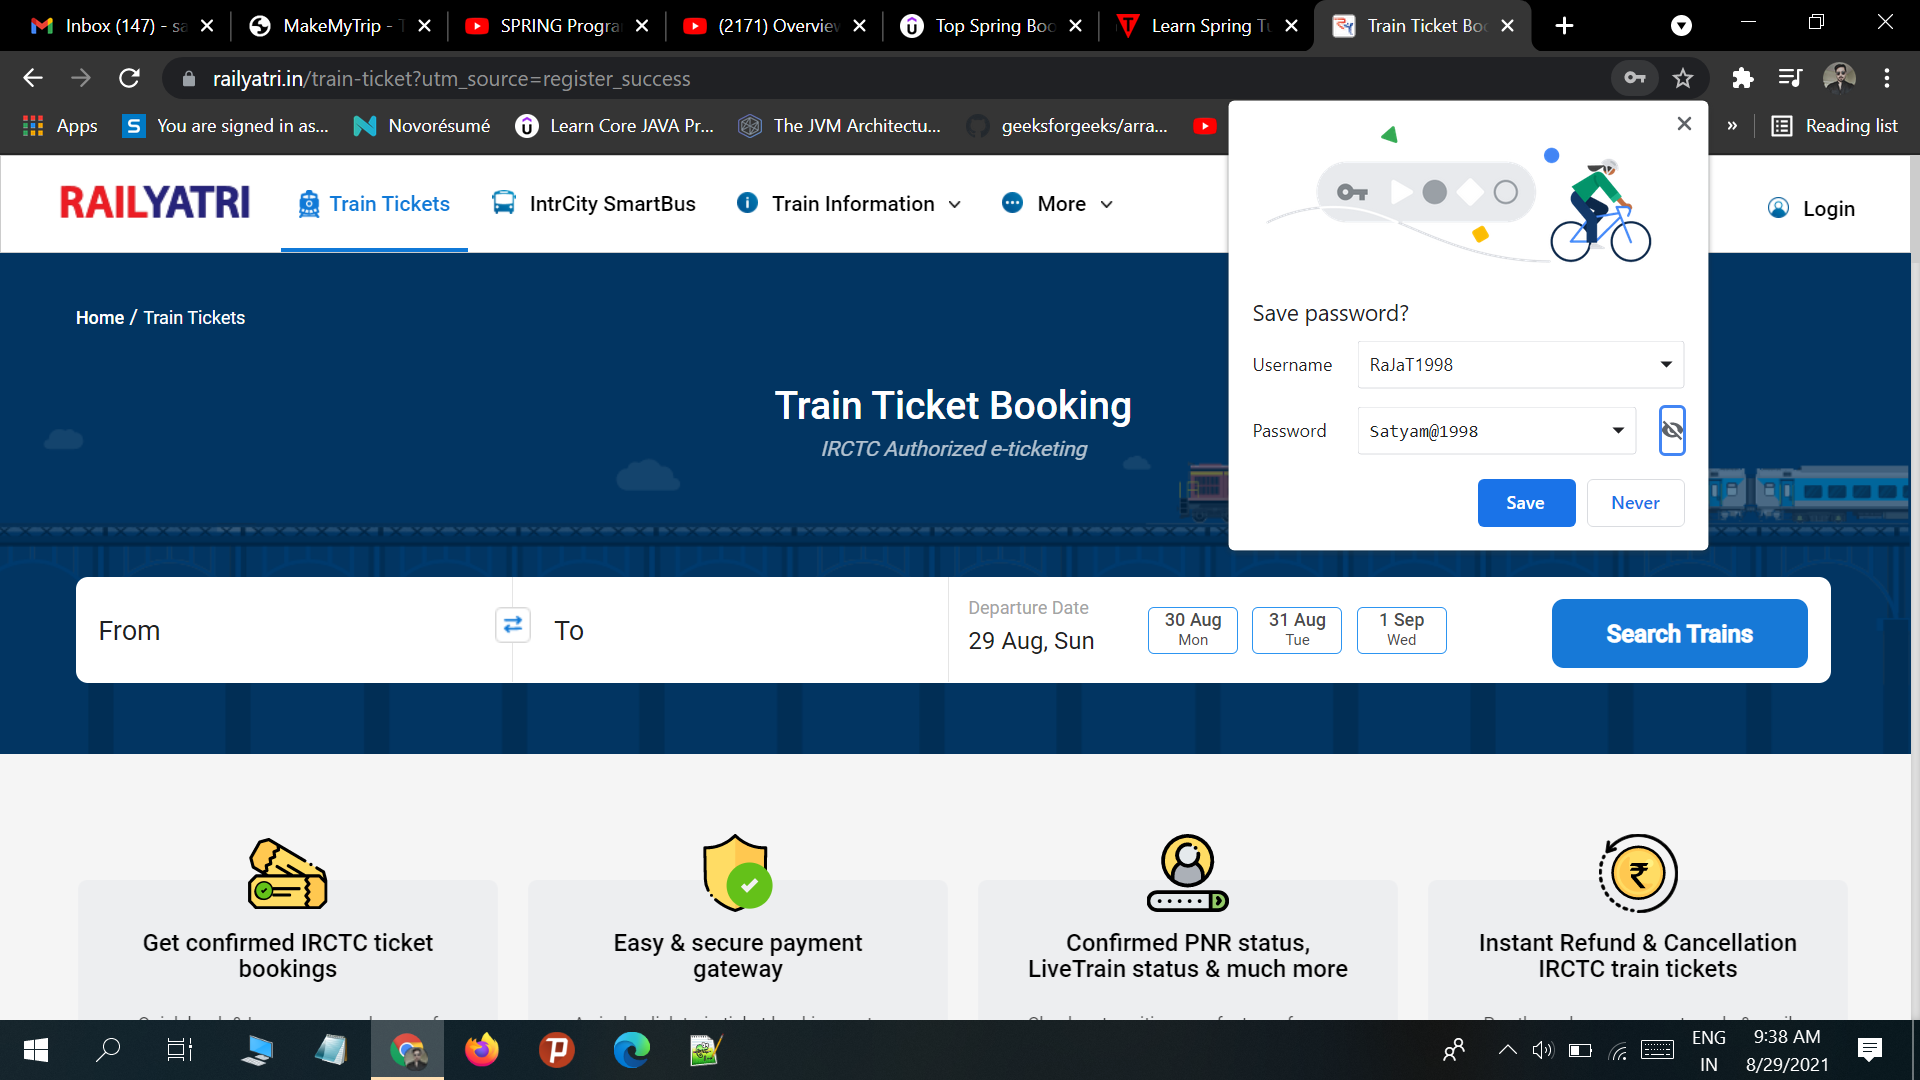 Inbox (147) - sa
MakeMyTrip - T
SPRING Progra
(2171) Overview
Top Spring Boo
Learn Spring Tu
Train Ticket Boo
railyatri.in/train-ticket?utm_source=register_success
Apps
You are signed in as...
Novorésumé
Learn Core JAVA Pr...
The JVM Architectu...
geeksforgeeks/arra...
»
Reading list
RAILYATRI
Train Tickets
IntrCity SmartBus
Train Information
More
Login
Save password?
Username
RaJaT1998
Password
Satyam@1998
Save
Never
Home / Train Tickets
Train Ticket Booking
IRCTC Authorized e-ticketing
From
To
Departure Date
29 Aug, Sun
30 Aug
Mon
31 Aug
Tue
1 Sep
Wed
Search Trains
Get confirmed IRCTC ticket
bookings
Easy & secure payment
gateway
Confirmed PNR status,
LiveTrain status & much more
Instant Refund & Cancellation
IRCTC train tickets
ENG
IN
9:38 AM
8/29/2021